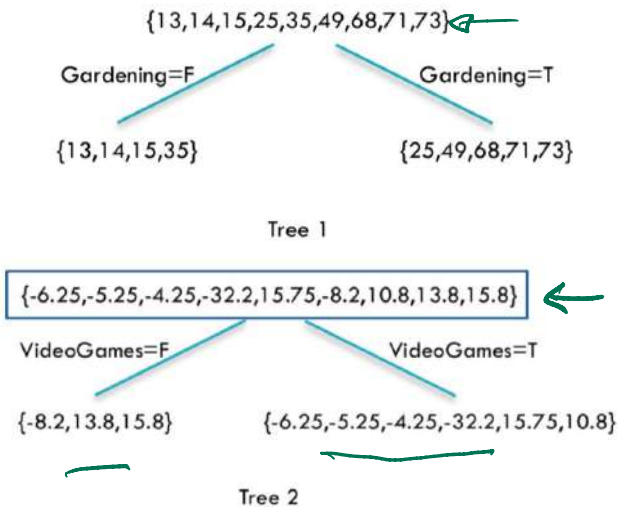 {13,14,15,25,35,49,68,71,73}
Gardening=F Gardening=T
{13,14,15,35} {25,49,68,71,73}
Tree 1
{-6.25,-5.25,-4.25,-32.2,15.75,-8.2,10.8,13.8,15.8}
VideoGames=F VideoGames=T
{-8.2,13.8,15.8} {-6.25,-5.25,-4.25,-32.2,15.75,10.8}
Tree 2